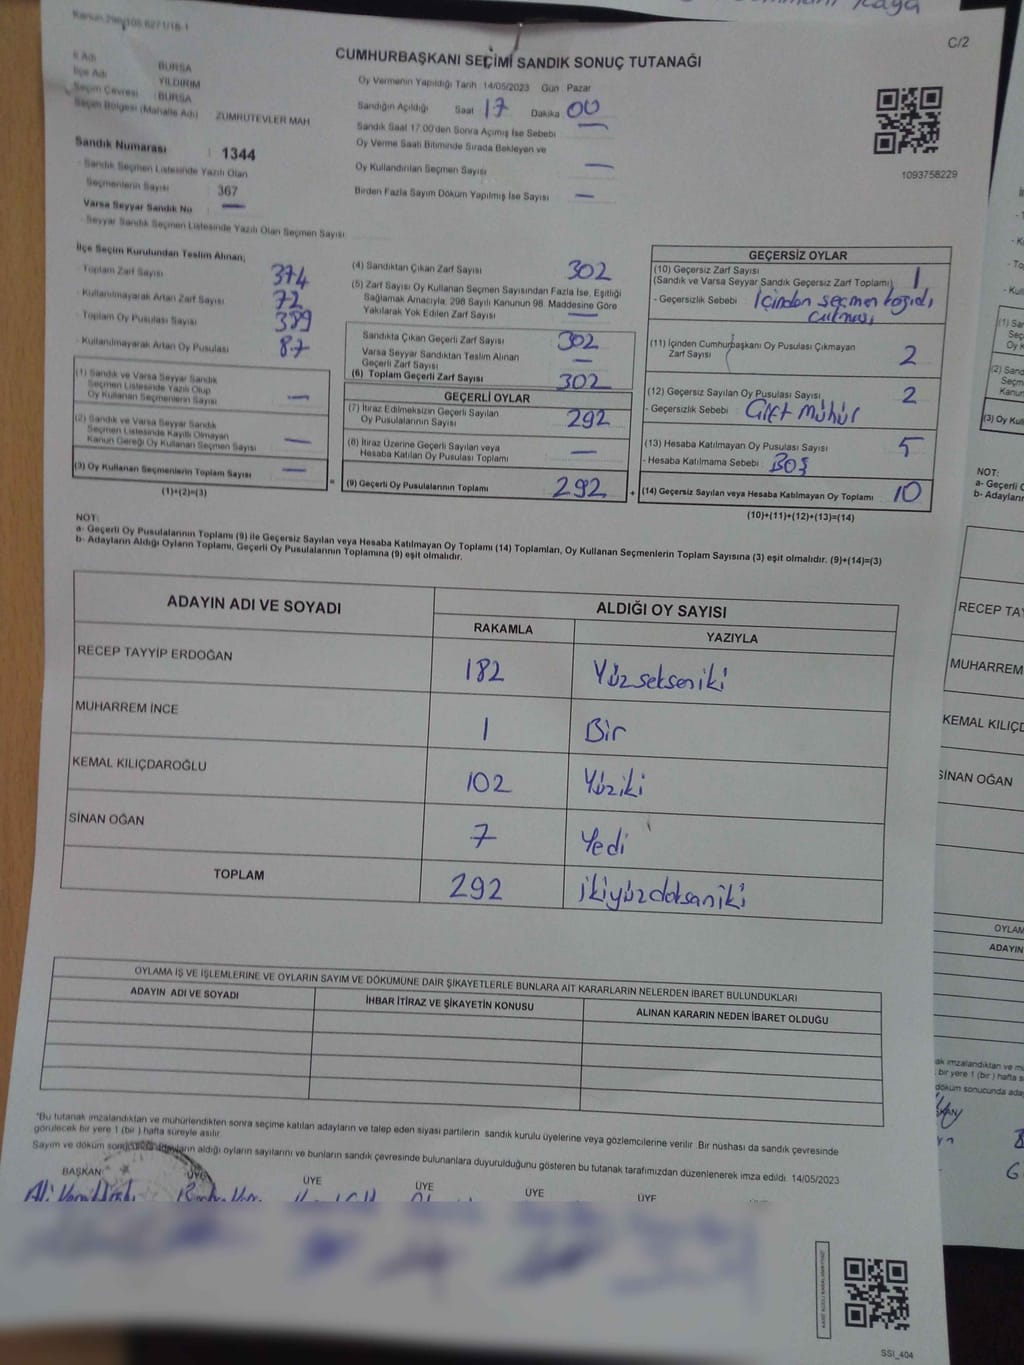 C/2
CUMHURBAŞKANI SEÇİMİ SANDIK SONUÇ TUTANAĞI
İl Adı BURSA
İlçe Adı YILDIRIM
Seçim Çevresi BURSA
Seçim Bölgesi (Mahalle Adı) ZÜMRÜTEVLER MAH
Sandık Numarası 1344
- Sandık Seçmen Listesinde Yazılı Olan
Seçmenlerin Sayısı 367
Varsa Seyyar Sandık No —
- Seyyar Sandık Seçmen Listesinde Yazılı Olan Seçmen Sayısı
Oy Vermenin Yapıldığı Tarih 14/05/2023 Gün Pazar
Sandığın Açıldığı Saat 17 Dakika 00
Sandık Saat 17.00'den Sonra Açılmış İse Sebebi —
Oy Verme Saati Bitiminde Sırada Bekleyen ve
Oy Kullandırılan Seçmen Sayısı —
Birden Fazla Sayım Döküm Yapılmış İse Sayısı —
1093758229
İlçe Seçim Kurulundan Teslim Alınan;
- Toplam Zarf Sayısı 374
- Kullanılmayarak Artan Zarf Sayısı 72
- Toplam Oy Pusulası Sayısı 389
- Kullanılmayarak Artan Oy Pusulası 87
(1) Sandık ve Varsa Seyyar Sandık
Seçmen Listesinde Yazılı Olup
Oy Kullanan Seçmenlerin Sayısı —
(2) Sandık ve Varsa Seyyar Sandık
Seçmen Listesinde Kayıtlı Olmayan
Kanun Gereği Oy Kullanan Seçmen Sayısı —
(3) Oy Kullanan Seçmenlerin Toplam Sayısı —
(1)+(2)=(3)
(4) Sandıktan Çıkan Zarf Sayısı 302
(5) Zarf Sayısı Oy Kullanan Seçmen Sayısından Fazla İse, Eşitliği
Sağlamak Amacıyla; 298 Sayılı Kanunun 98. Maddesine Göre
Yakılarak Yok Edilen Zarf Sayısı —
Sandıkta Çıkan Geçerli Zarf Sayısı 302
Varsa Seyyar Sandıktan Teslim Alınan
Geçerli Zarf Sayısı —
(6) Toplam Geçerli Zarf Sayısı 302
GEÇERLİ OYLAR
(7) İtiraz Edilmeksizin Geçerli Sayılan
Oy Pusulalarının Sayısı 292
(8) İtiraz Üzerine Geçerli Sayılan veya
Hesaba Katılan Oy Pusulası Toplamı —
= (9) Geçerli Oy Pusulalarının Toplamı 292
GEÇERSİZ OYLAR
(10) Geçersiz Zarf Sayısı 1
(Sandık ve Varsa Seyyar Sandık Geçersiz Zarf Toplamı)
- Geçersizlik Sebebi İçinden seçmen kağıdı
çıkması
(11) İçinden Cumhurbaşkanı Oy Pusulası Çıkmayan
Zarf Sayısı 2
(12) Geçersiz Sayılan Oy Pusulası Sayısı 2
- Geçersizlik Sebebi Çift Mühür
(13) Hesaba Katılmayan Oy Pusulası Sayısı 5
- Hesaba Katılmama Sebebi BOŞ
+ (14) Geçersiz Sayılan veya Hesaba Katılmayan Oy Toplamı 10
(10)+(11)+(12)+(13)=(14)
NOT:
a- Geçerli Oy Pusulalarının Toplamı (9) ile Geçersiz Sayılan veya Hesaba Katılmayan Oy Toplamı (14) Toplamları, Oy Kullanan Seçmenlerin Toplam Sayısına (3) eşit olmalıdır. (9)+(14)=(3)
b- Adayların Aldığı Oyların Toplamı, Geçerli Oy Pusulalarının Toplamına (9) eşit olmalıdır.
ADAYIN ADI VE SOYADI ALDIĞI OY SAYISI
RAKAMLA YAZIYLA
RECEP TAYYİP ERDOĞAN 182 Yüzsekseniki
MUHARREM İNCE 1 Bir
KEMAL KILIÇDAROĞLU 102 Yüziki
SİNAN OĞAN 7 Yedi
TOPLAM 292 ikiyüzdoksaniki
OYLAMA İŞ VE İŞLEMLERİNE VE OYLARIN SAYIM VE DÖKÜMÜNE DAİR ŞİKAYETLERLE BUNLARA AİT KARARLARIN NELERDEN İBARET BULUNDUKLARI
ADAYIN ADI VE SOYADI İHBAR İTİRAZ VE ŞİKAYETİN KONUSU ALINAN KARARIN NEDEN İBARET OLDUĞU
*Bu tutanak imzalandıktan ve mühürlendikten sonra seçime katılan adayların ve talep eden siyasi partilerin sandık kurulu üyelerine veya gözlemcilerine verilir. Bir nüshası da sandık çevresinde
görülecek bir yere 1 (bir ) hafta süreyle asılır.
Sayım ve döküm sonucunda adayların aldığı oyların sayılarını ve bunların sandık çevresinde bulunanlara duyurulduğunu gösteren bu tutanak tarafımızdan düzenlenerek imza edildi. 14/05/2023
BAŞKAN ÜYE ÜYE ÜYE ÜYE ÜYE
SSI_404
NOT:
a- Geçerli
b- Adayların
RECEP TAY
MUHARREM
KEMAL KILIÇD
SİNAN OĞAN
OYLAM
ADAYIN